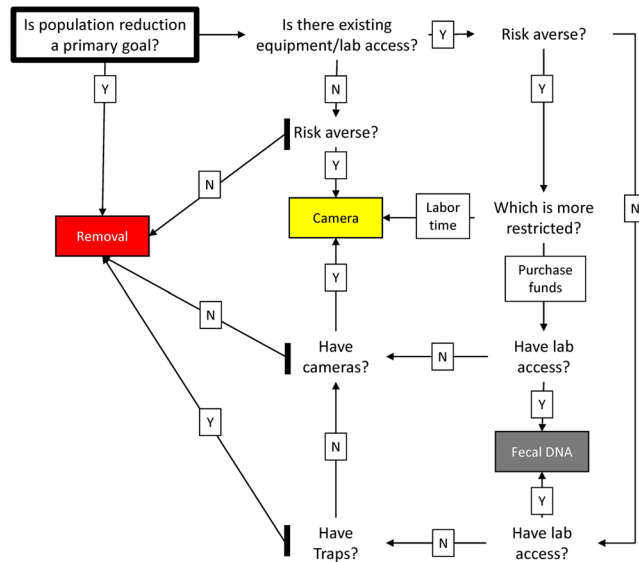 Is population reduction
a primary goal?
Is there existing
equipment/lab access?
Y
Risk averse?
Y
N
Y
Risk averse?
N
Y
N
Removal
Camera
Labor
time
Which is more
restricted?
Purchase
funds
Y
N
Have
cameras?
N
Have lab
access?
Y
Y
N
Fecal DNA
Y
Have
Traps?
N
Have lab
access?